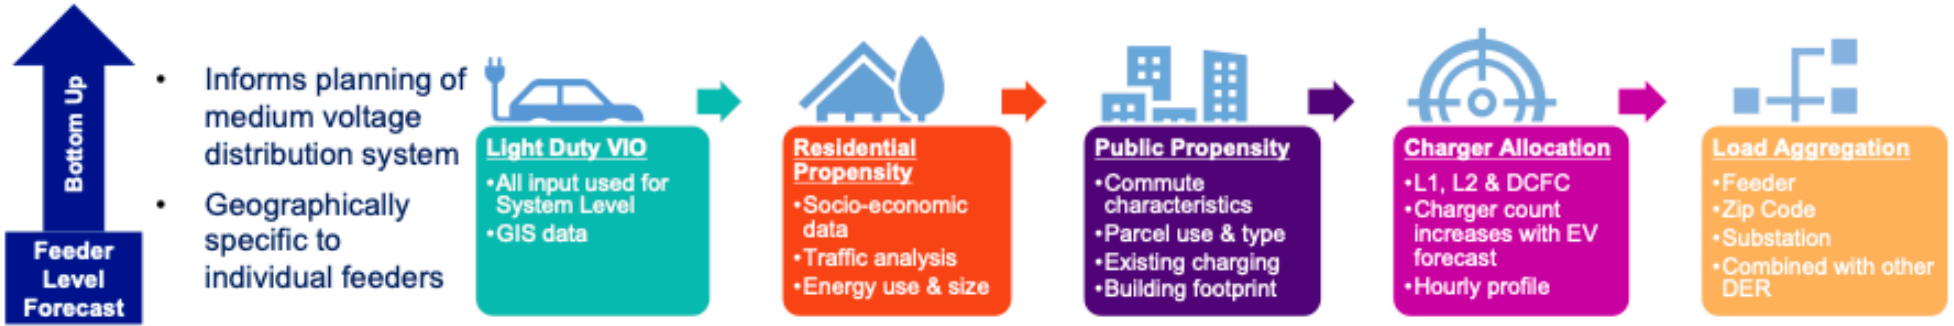 Bottom Up
Feeder
Level
Forecast
• Informs planning of
medium voltage
distribution system
• Geographically
specific to
individual feeders
Light Duty VIO
•All input used for
System Level
•GIS data
Residential
Propensity
•Socio-economic
data
•Traffic analysis
•Energy use & size
Public Propensity
•Commute
characteristics
•Parcel use & type
•Existing charging
•Building footprint
Charger Allocation
•L1, L2 & DCFC
•Charger count
increases with EV
forecast
•Hourly profile
Load Aggregation
•Feeder
•Zip Code
•Substation
•Combined with other
DER